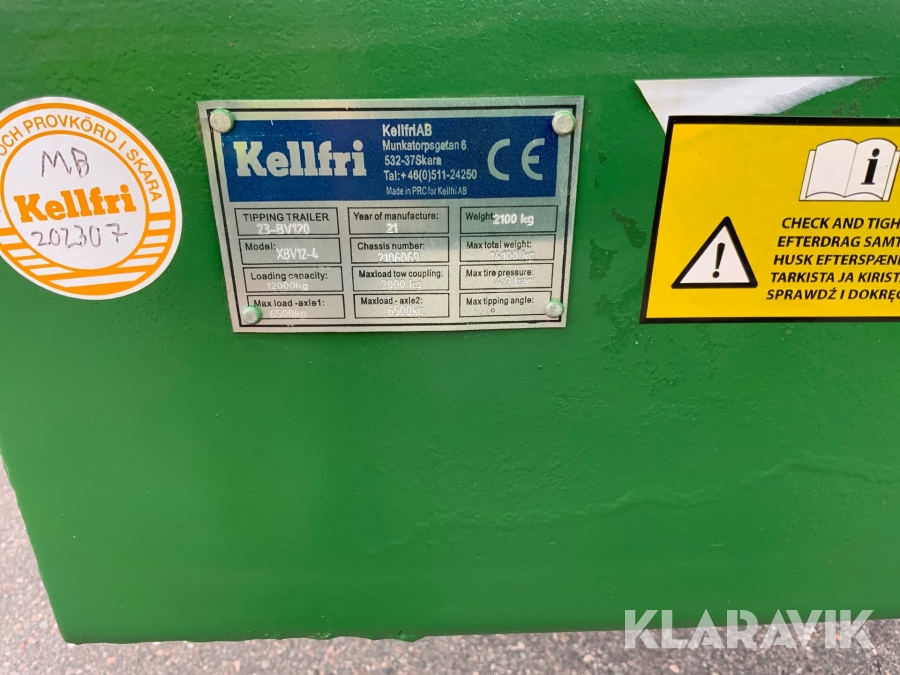 OCH PROVKÖRD I SKARA
MB
Kellfri
202307
Kellfri
KellfriAB
Munkatorpsgatan 6
532-37Skara
Tal:+46(0)511-24250
Made in PRC for Kellfri AB
CE
TIPPING TRAILER
23-BV120
Year of manufacture:
21
Weight:
2100 kg
Model:
XBV12-4
Chassis number:
2106069
Max total weight:
Loading capacity:
12000kg
Maxload tow coupling:
2000 kg
Max tire pressure:
Max load -axle1:
6500kg
Maxload -axle2:
6500kg
Max tipping angle:
°
i
!
CHECK AND TIGH
EFTERDRAG SAMT
HUSK EFTERSPÆN
TARKISTA JA KIRIST
SPRAWDŹ I DOKRĘC
KLARAVIK